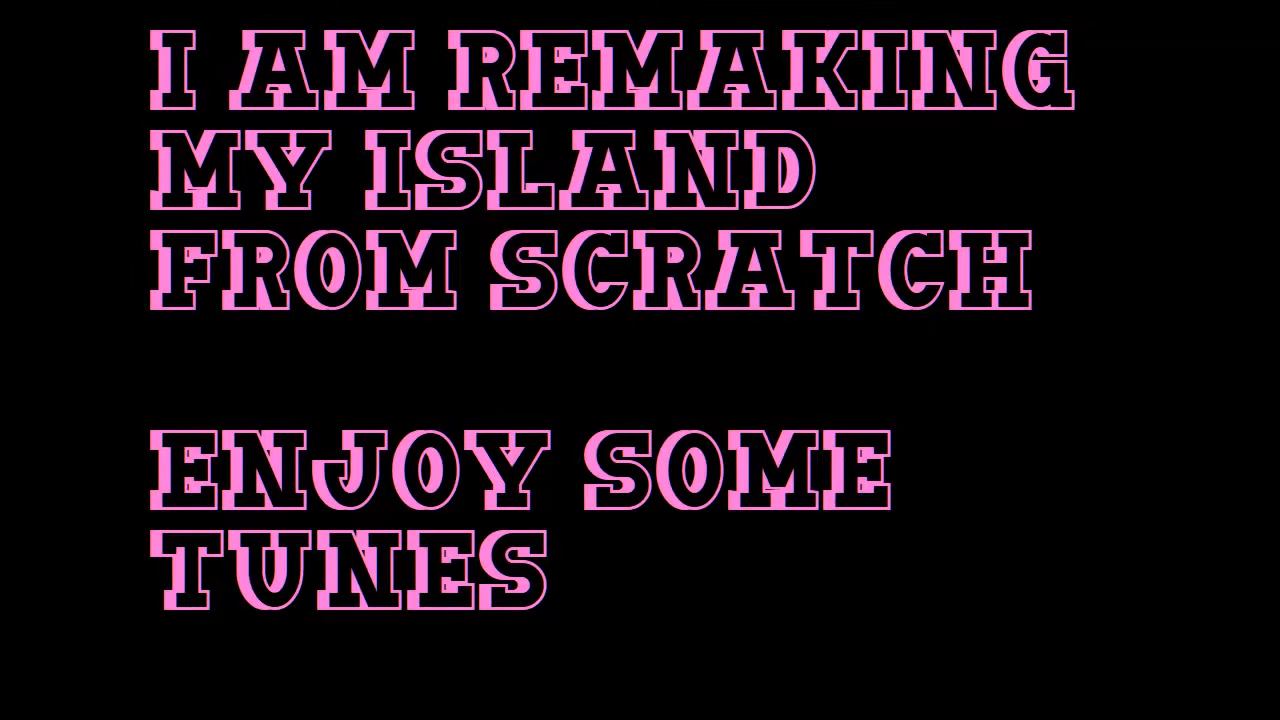 I AM REMAKING
MY ISLAND
FROM SCRATCH
ENJOY SOME
TUNES